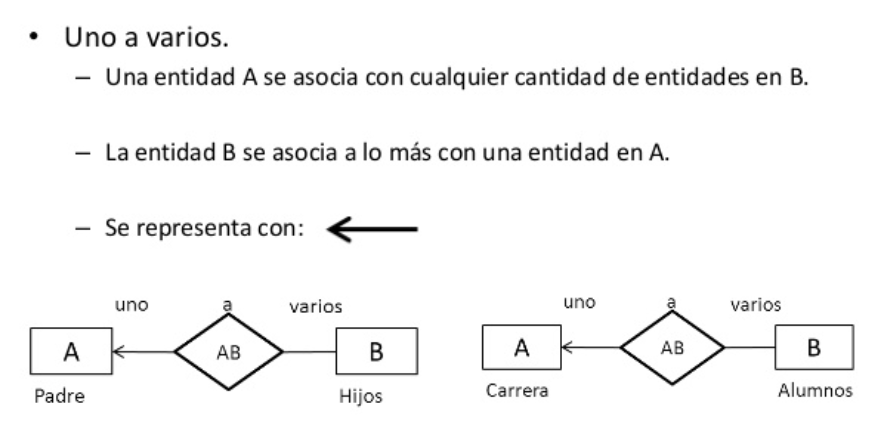 • Uno a varios.
– Una entidad A se asocia con cualquier cantidad de entidades en B.
– La entidad B se asocia a lo más con una entidad en A.
– Se representa con:
uno a varios
A AB B
Padre Hijos
uno a varios
A AB B
Carrera Alumnos